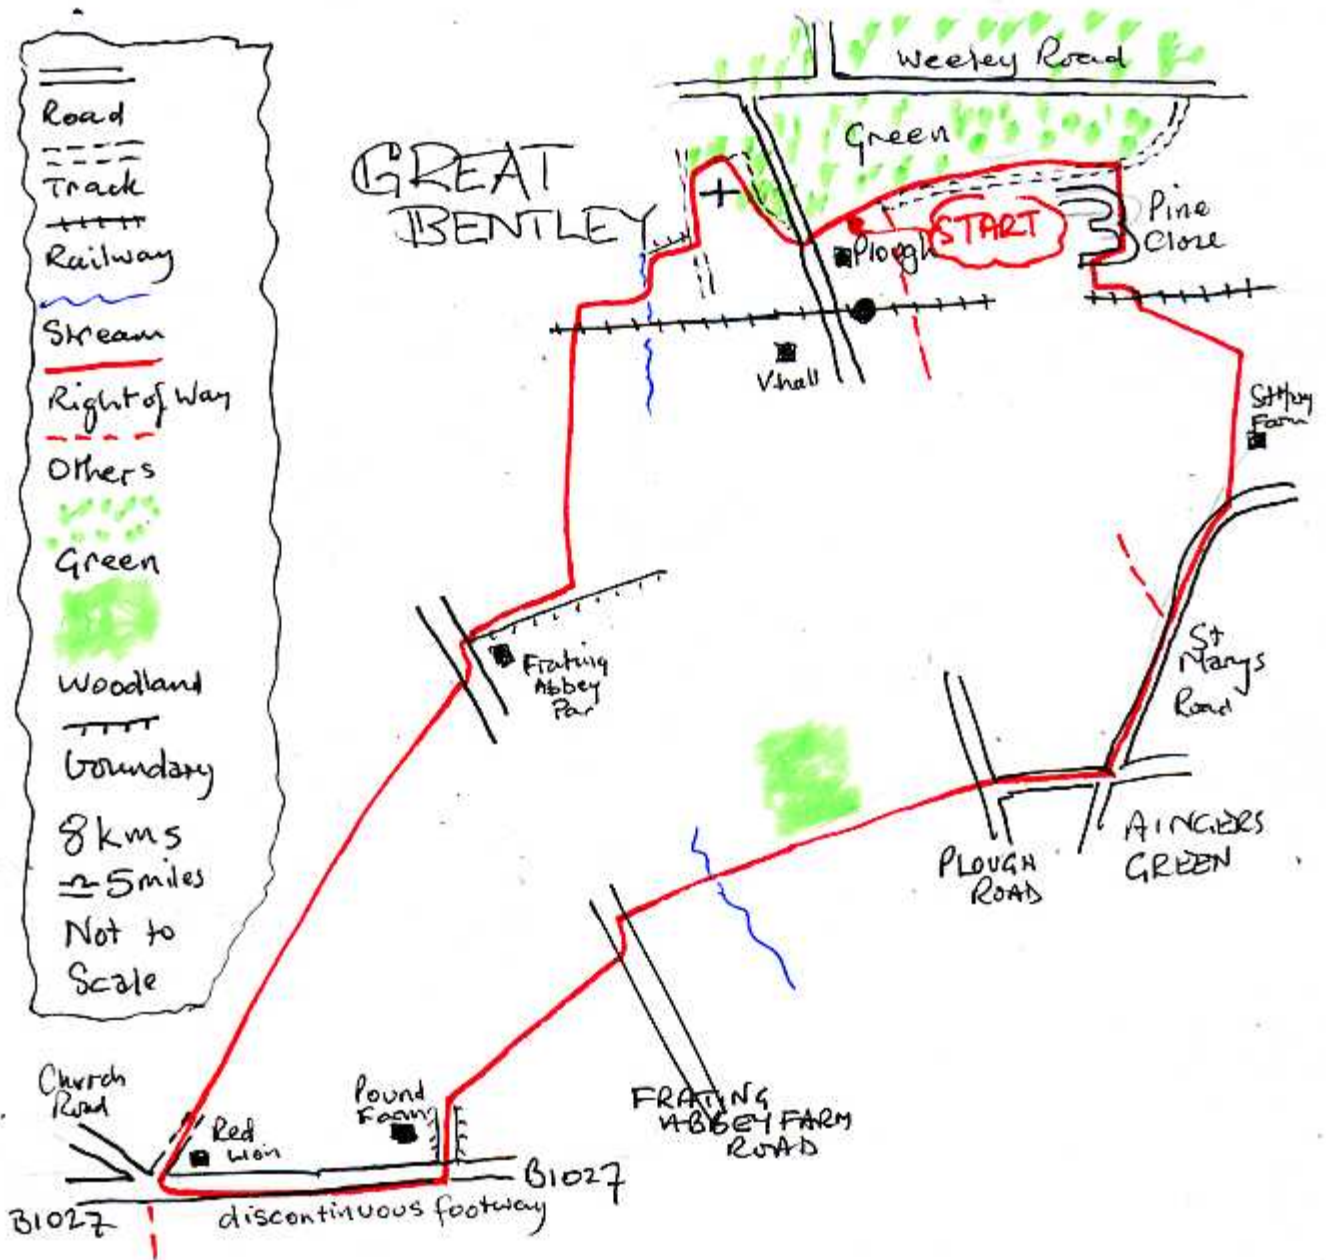 Road
Track
Railway
Stream
Right of Way
Others
Green
Woodland
boundary
8 kms
≏ 5 miles
Not to
Scale
GREAT
BENTLEY
Weeley Road
Green
START
Plough
Pine
Close
V.hall
Farm
Frating
Abbey
Far
St
Marys
Road
PLOUGH
ROAD
AINGERS
GREEN
Church
Road
Red
Lion
Pound
Farm
FRATING
ABBEY FARM
ROAD
B1027
B1027
discontinuous footway